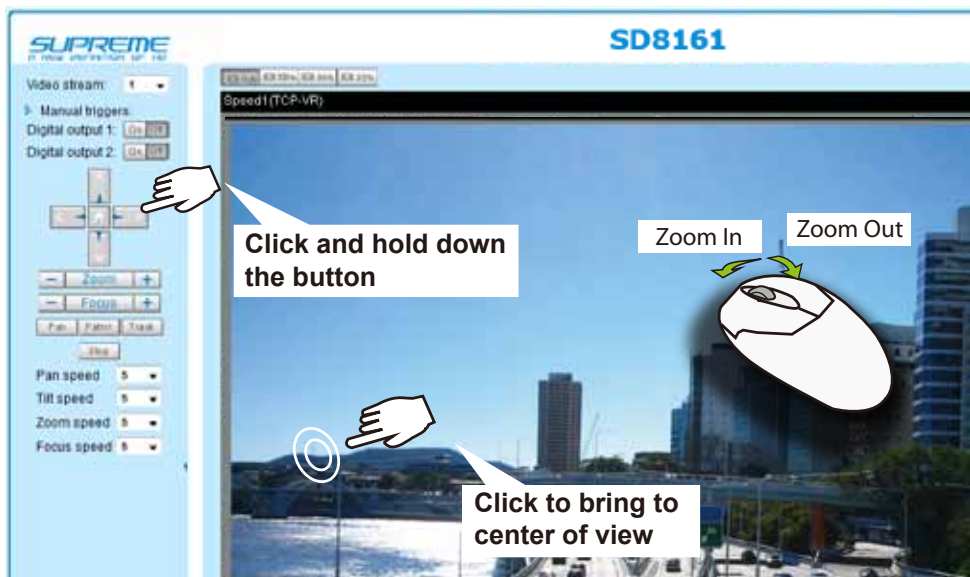 SUPREME
SD8161
Video stream: 1
Manual triggers:
Digital output 1: On Off
Digital output 2: On Off
Zoom
Focus
Pan Patrol Track
Stop
Pan speed 5
Tilt speed 5
Zoom speed 5
Focus speed 5
Speed1(TCP-VR)
Click and hold down
the button
Zoom In
Zoom Out
Click to bring to
center of view